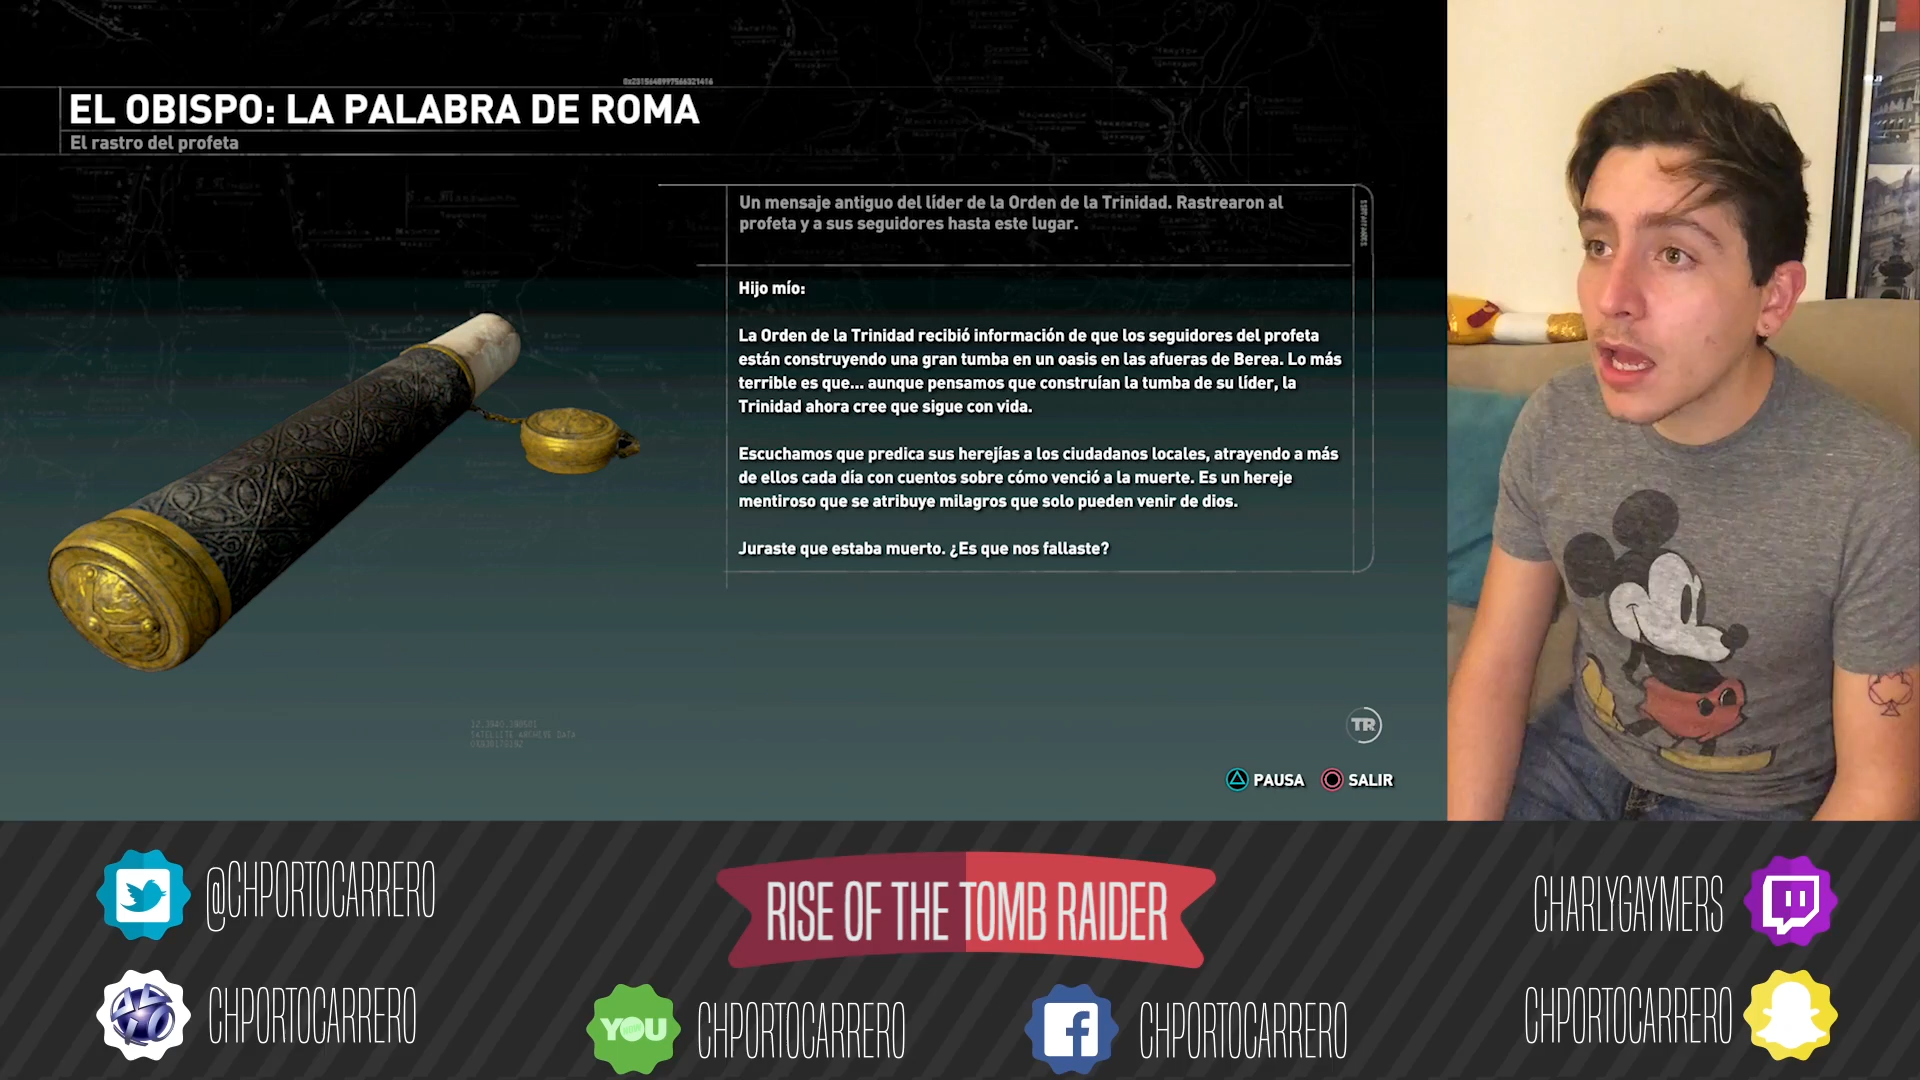 0x2315648997566321416
EL OBISPO: LA PALABRA DE ROMA
El rastro del profeta
Un mensaje antiguo del líder de la Orden de la Trinidad. Rastrearon al
profeta y a sus seguidores hasta este lugar.
Hijo mío:
La Orden de la Trinidad recibió información de que los seguidores del profeta
están construyendo una gran tumba en un oasis en las afueras de Berea. Lo más
terrible es que... aunque pensamos que construían la tumba de su líder, la
Trinidad ahora cree que sigue con vida.
Escuchamos que predica sus herejías a los ciudadanos locales, atrayendo a más
de ellos cada día con cuentos sobre cómo venció a la muerte. Es un hereje
mentiroso que se atribuye milagros que solo pueden venir de dios.
Juraste que estaba muerto. ¿Es que nos fallaste?
SATELLITE ARCHIVE DATA
TR
PAUSA
SALIR
@CHPORTOCARRERO
RISE OF THE TOMB RAIDER
CHARLYGAYMERS
CHPORTOCARRERO
YOU
CHPORTOCARRERO
CHPORTOCARRERO
CHPORTOCARRERO